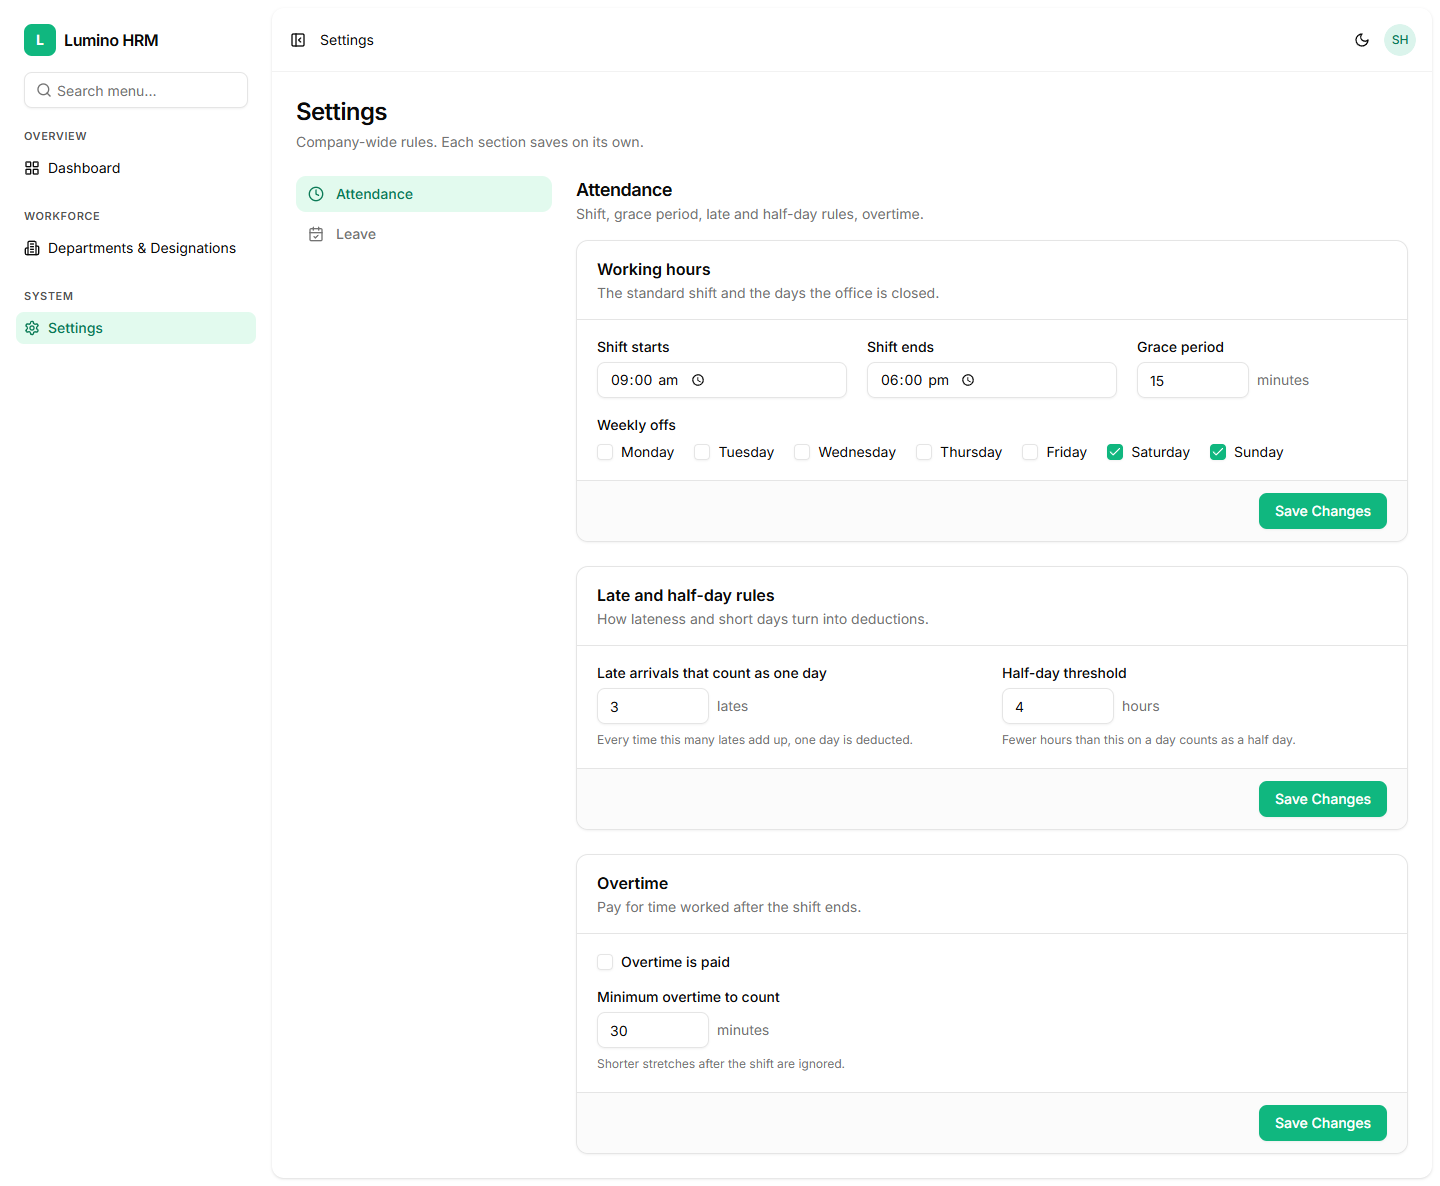 L Lumino HRM
Search menu...
OVERVIEW
Dashboard
WORKFORCE
Departments & Designations
SYSTEM
Settings
Settings
SH
Settings
Company-wide rules. Each section saves on its own.
Attendance
Leave
Attendance
Shift, grace period, late and half-day rules, overtime.
Working hours
The standard shift and the days the office is closed.
Shift starts Shift ends Grace period
09:00 am 06:00 pm 15 minutes
Weekly offs
Monday Tuesday Wednesday Thursday Friday Saturday Sunday
Save Changes
Late and half-day rules
How lateness and short days turn into deductions.
Late arrivals that count as one day Half-day threshold
3 lates 4 hours
Every time this many lates add up, one day is deducted. Fewer hours than this on a day counts as a half day.
Save Changes
Overtime
Pay for time worked after the shift ends.
Overtime is paid
Minimum overtime to count
30 minutes
Shorter stretches after the shift are ignored.
Save Changes